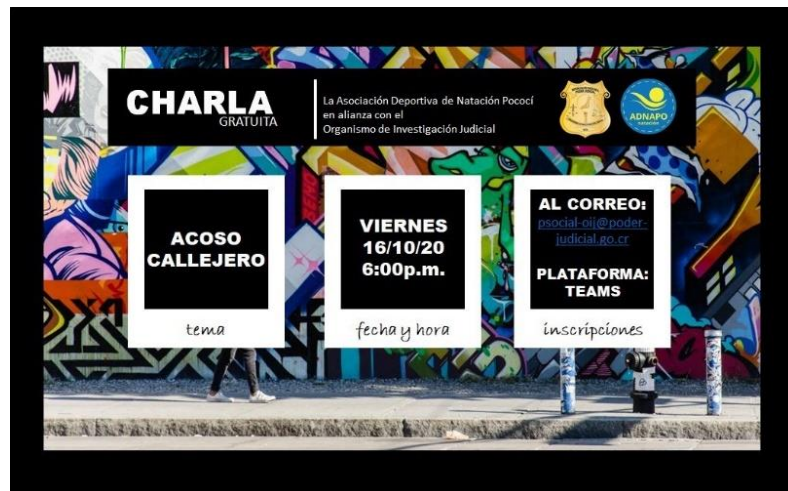 CHARLA
GRATUITA
La Asociación Deportiva de Natación Pococí
en alianza con el
Organismo de Investigación Judicial
ADNAPO
NATACIÓN
ACOSO
CALLEJERO
tema
VIERNES
16/10/20
6:00p.m.
fecha y hora
AL CORREO:
psocial-oij@poder-
judicial.go.cr
PLATAFORMA:
TEAMS
inscripciones